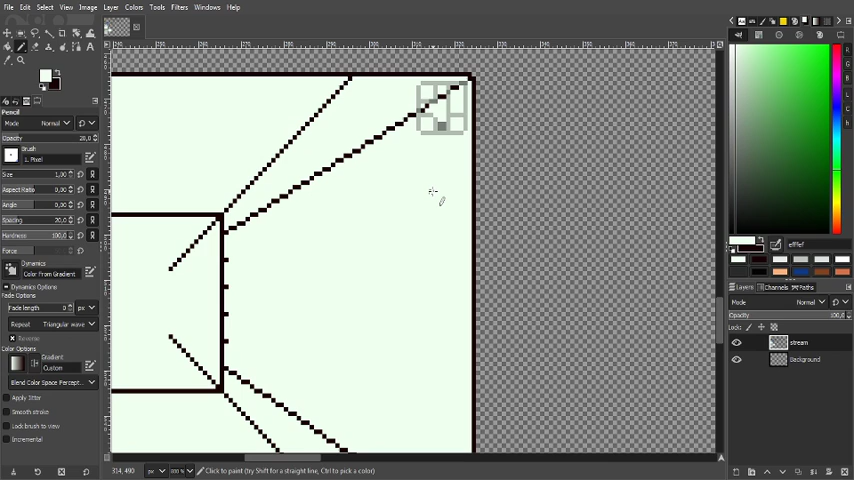 File Edit Select View Image Layer Colors Tools Filters Windows Help
Pencil
Mode Normal
Opacity 20,0
Brush
1. Pixel
Size 1,00
Aspect Ratio 0,00
Angle 0,00
Spacing 20,0
Hardness 100,0
Force
Dynamics
Color From Gradient
Dynamics Options
Fade Options
Fade length 0 px
Repeat Triangular wave
Reverse
Color Options
Gradient
Custom
Blend Color Space Percept...
Apply Jitter
Smooth stroke
Lock brush to view
Incremental
R
G
B
L
C
h
efffef
Layers Channels Paths
Mode Normal
Opacity 100,0
Lock:
stream
Background
314, 490 px 800 % Click to paint (try Shift for a straight line, Ctrl to pick a color)